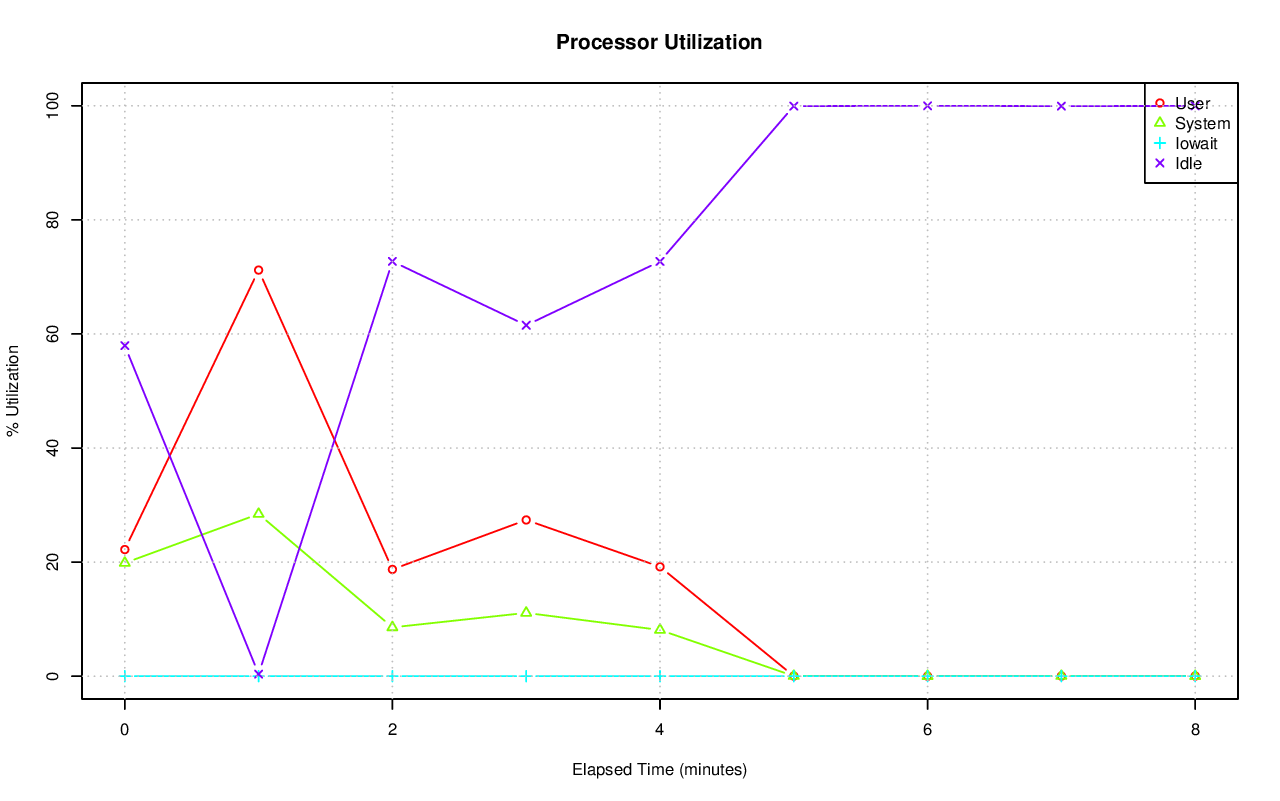 Processor Utilization
% Utilization
100
80
60
40
20
0
User
System
Iowait
Idle
0 2 4 6 8
Elapsed Time (minutes)